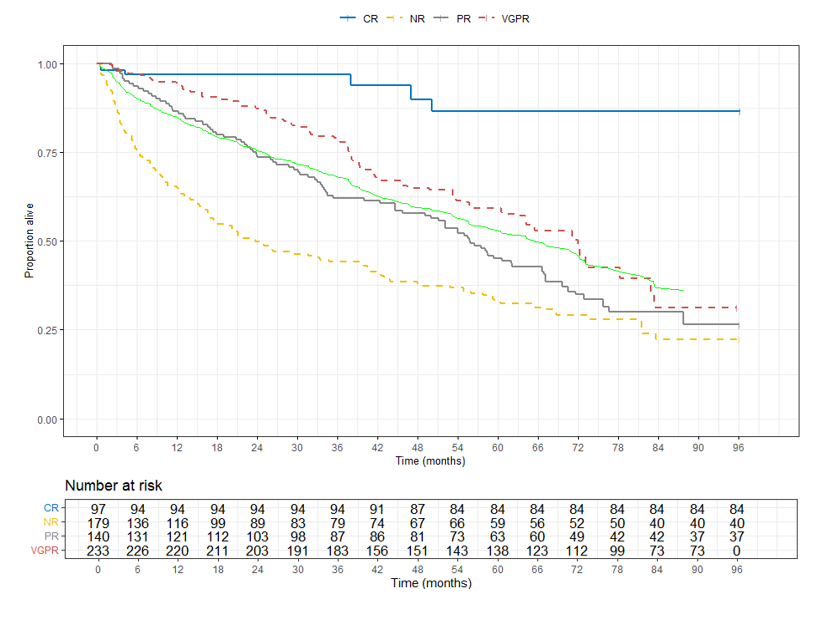 CR NR PR VGPR
Proportion alive
1.00
0.75
0.50
0.25
0.00
0 6 12 18 24 30 36 42 48 54 60 66 72 78 84 90 96
Time (months)
Number at risk
CR 97 94 94 94 94 94 94 91 87 84 84 84 84 84 84 84 84
NR 179 136 116 99 89 83 79 74 67 66 59 56 52 50 40 40 40
PR 140 131 121 112 103 98 87 86 81 73 63 60 49 42 42 37 37
VGPR 233 226 220 211 203 191 183 156 151 143 138 123 112 99 73 73 0
0 6 12 18 24 30 36 42 48 54 60 66 72 78 84 90 96
Time (months)